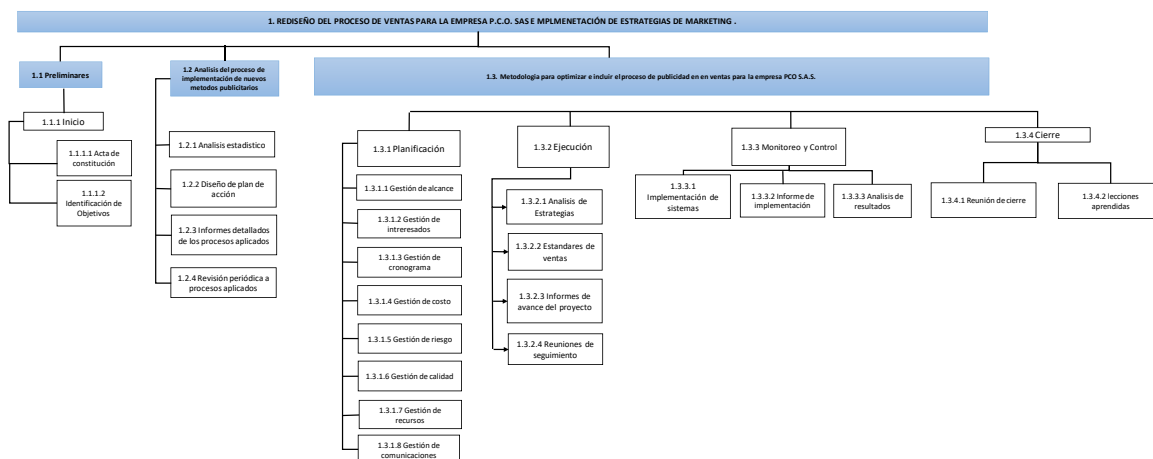 1. REDISEÑO DEL PROCESO DE VENTAS PARA LA EMPRESA P.C.O. SAS E MPLMENETACIÓN DE ESTRATEGIAS DE MARKETING .
1.1 Preliminares
1.1.1 Inicio
1.1.1.1 Acta de
constitución
1.1.1.2
Identificación de
Objetivos
1.2 Analisis del proceso de
implementación de nuevos
metodos publicitarios
1.2.1 Analisis estadistico
1.2.2 Diseño de plan de
acción
1.2.3 Informes detallados
de los procesos aplicados
1.2.4 Revisión periódica a
procesos aplicados
1.3. Metodologia para optimizar e incluir el proceso de publicidad en en ventas para la empresa PCO S.A.S.
1.3.1 Planificación
1.3.1.1 Gestión de alcance
1.3.1.2 Gestión de
intreresados
1.3.1.3 Gestión de
cronograma
1.3.1.4 Gestión de costo
1.3.1.5 Gestión de riesgo
1.3.1.6 Gestión de calidad
1.3.1.7 Gestión de
recursos
1.3.1.8 Gestión de
comunicaciones
1.3.2 Ejecución
1.3.2.1 Analisis de
Estrategias
1.3.2.2 Estandares de
ventas
1.3.2.3 Informes de
avance del proyecto
1.3.2.4 Reuniones de
seguimiento
1.3.3 Monitoreo y Control
1.3.3.1
Implementación de
sistemas
1.3.3.2 Informe de
implementación
1.3.3.3 Analisis de
resultados
1.3.4 Cierre
1.3.4.1 Reunión de cierre
1.3.4.2 lecciones
aprendidas